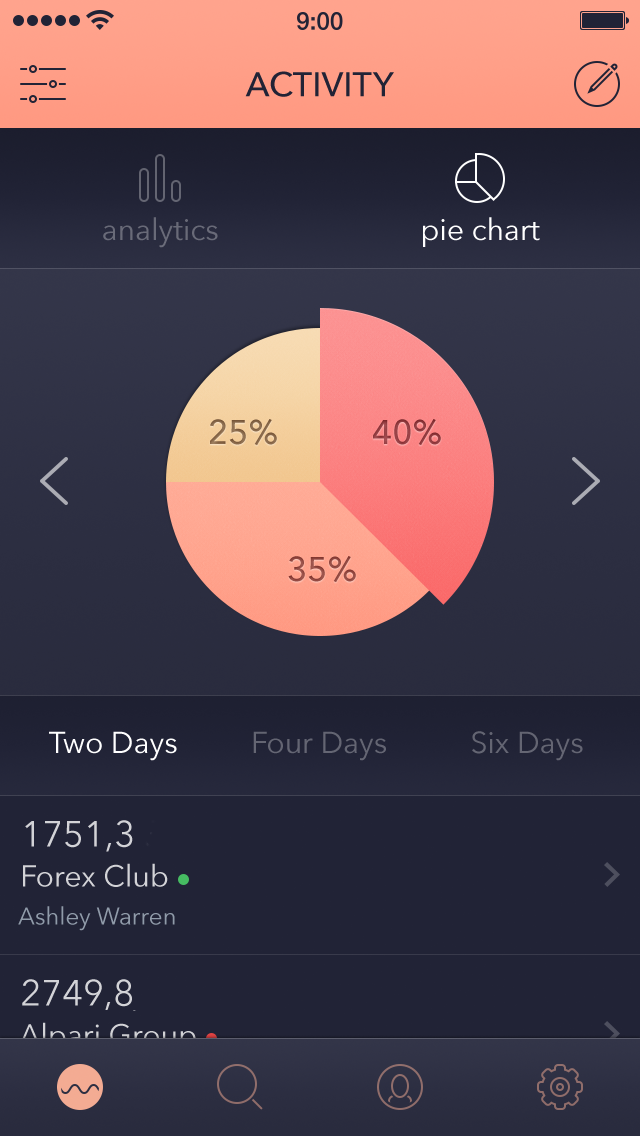 9:00
ACTIVITY
analytics
pie chart
25%
40%
35%
Two Days
Four Days
Six Days
1751,3
Forex Club
Ashley Warren
2749,8
Alpari Group